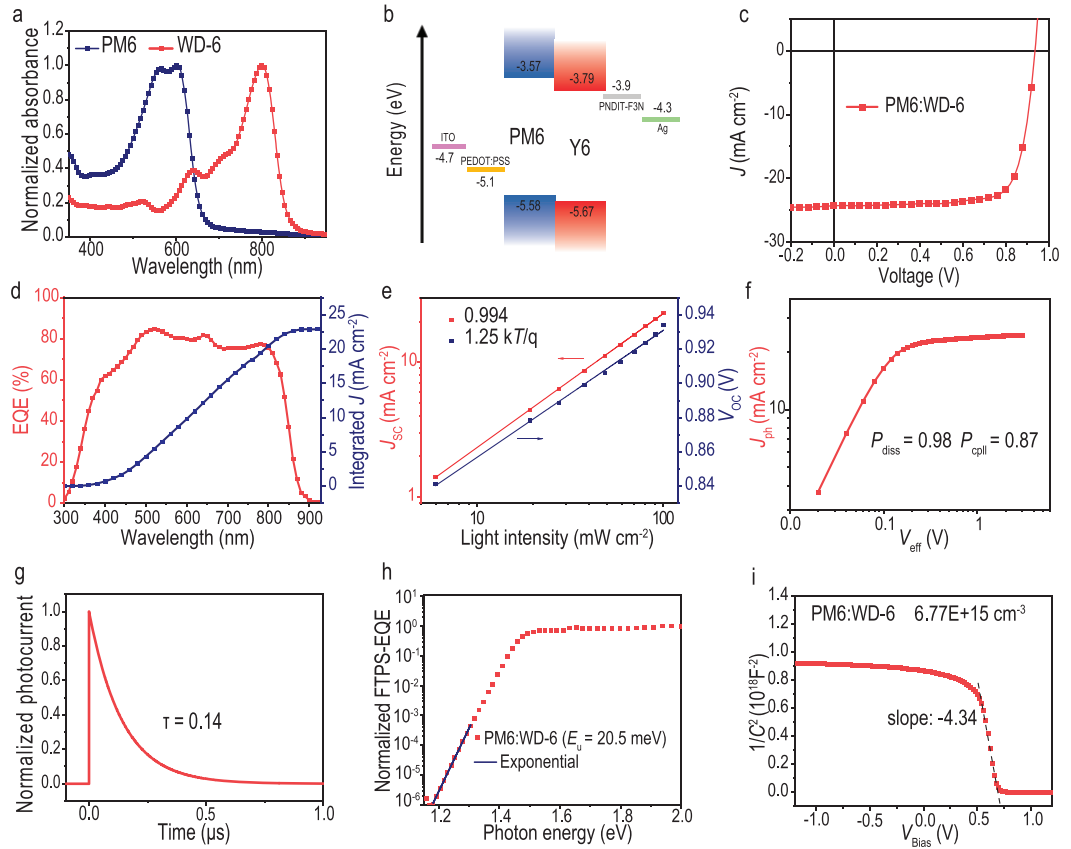 a
PM6 WD-6
Normalized absorbance
1.2
1.0
0.8
0.6
0.4
0.2
0.0
400 600 800
Wavelength (nm)
b
Energy (eV)
-3.57
-3.79
-3.9
PNDIT-F3N
-4.3
Ag
ITO
-4.7
PEDOT:PSS
-5.1
PM6
Y6
-5.58
-5.67
c
J (mA cm-2)
0
-10
-20
-30
PM6:WD-6
-0.2 0.0 0.2 0.4 0.6 0.8 1.0
Voltage (V)
d
EQE (%)
100
80
60
40
20
0
25
20
15
10
5
0
Integrated J (mA cm-2)
300 400 500 600 700 800 900
Wavelength (nm)
e
0.994
1.25 kT/q
JSC (mA cm-2)
10
1
0.94
0.92
0.90
0.88
0.86
0.84
VOC (V)
10 100
Light intensity (mW cm-2)
f
Jph (mA cm-2)
10
Pdiss = 0.98 Pcpll = 0.87
0.0 0.1 1
Veff (V)
g
Normalized photocurrent
1.0
0.8
0.6
0.4
0.2
0.0
τ = 0.14
0.0 0.5 1.0
Time (µs)
h
Normalized FTPS-EQE
101
100
10-1
10-2
10-3
10-4
10-5
10-6
PM6:WD-6 (Eu = 20.5 meV)
Exponential
1.2 1.4 1.6 1.8 2.0
Photon energy (eV)
i
PM6:WD-6 6.77E+15 cm-3
1/C2 (1018F-2)
1.4
1.2
1.0
0.8
0.6
0.4
0.2
0.0
slope: -4.34
-1.0 -0.5 0.0 0.5 1.0
VBias (V)